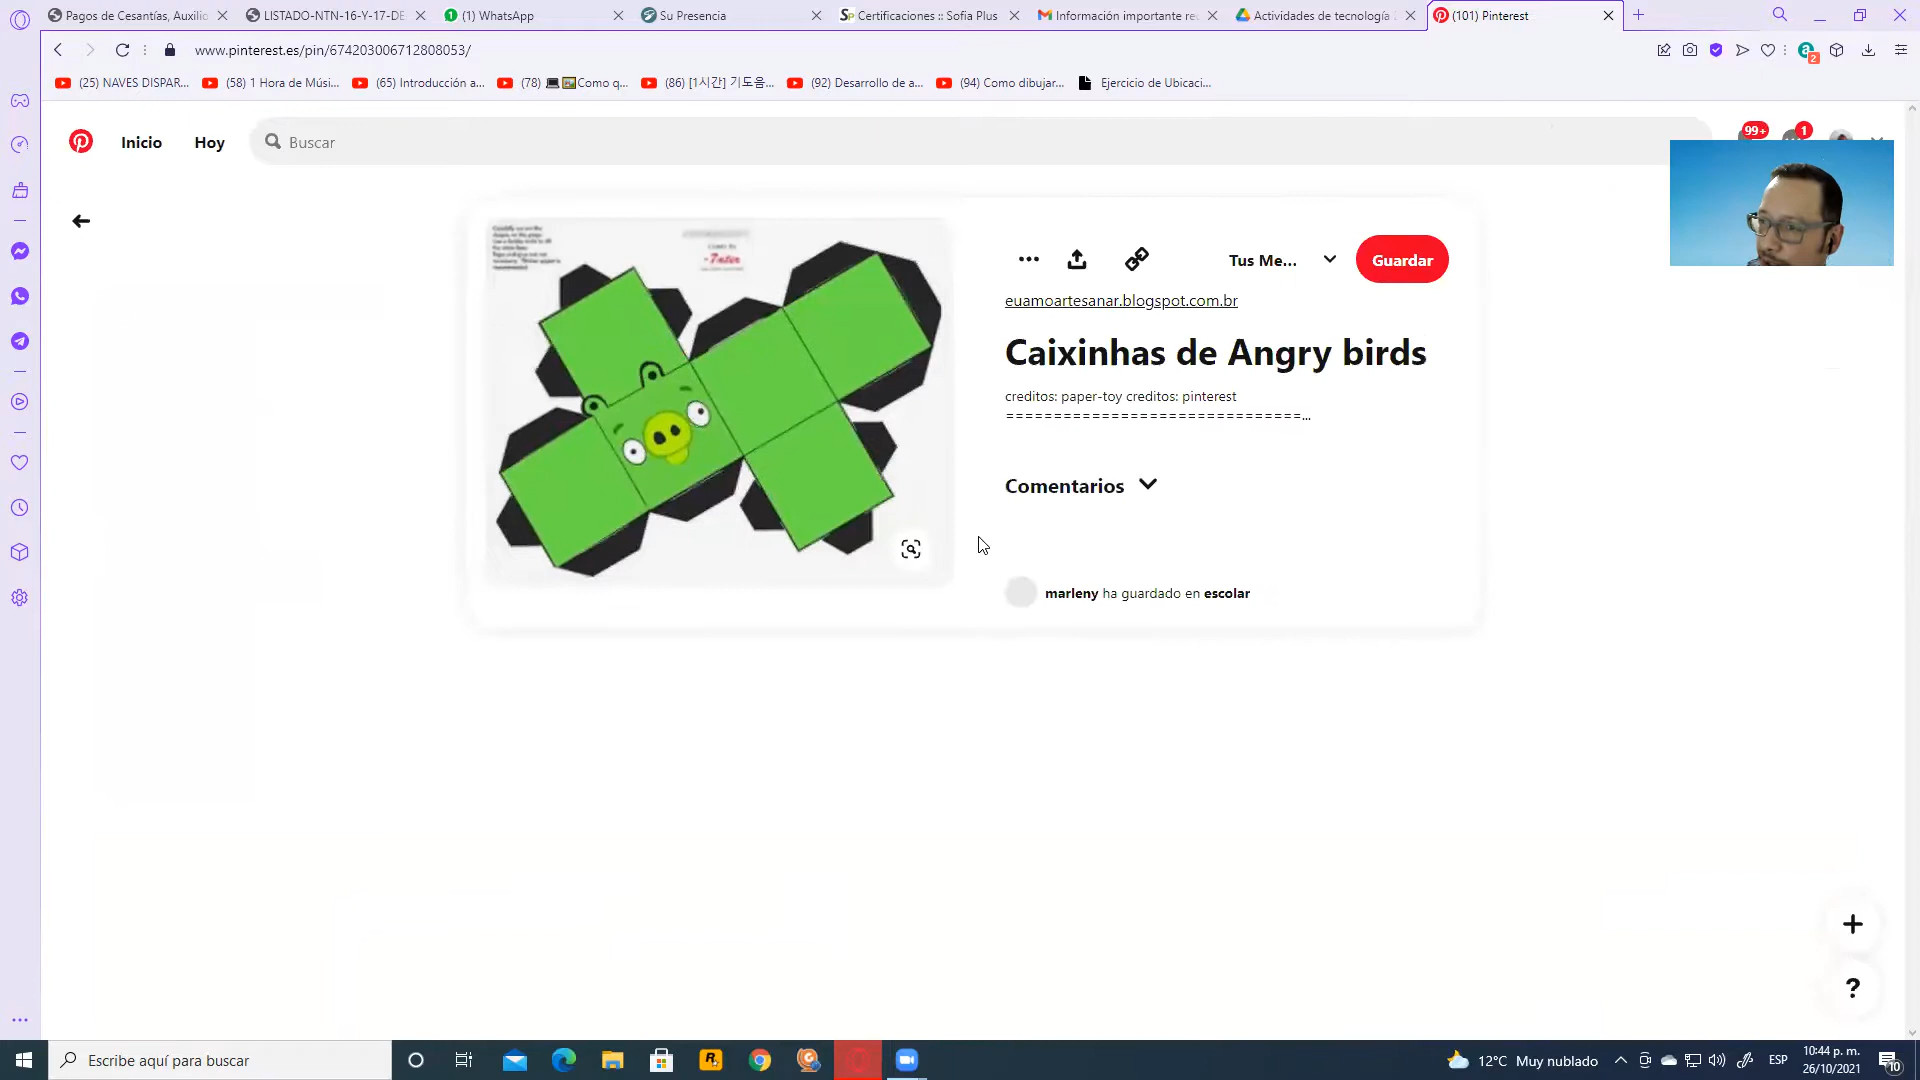 Pagos de Cesantías, Auxilio
LISTADO-NTN-16-Y-17-DE
(1) WhatsApp
Su Presencia
Certificaciones :: Sofia Plus
Información importante re
Actividades de tecnología
(101) Pinterest
www.pinterest.es/pin/674203006712808053/
2
(25) NAVES DISPAR...
(58) 1 Hora de Músi...
(65) Introducción a...
(78) 💻🖼️Como q...
(86) [1시간] 기도음...
(92) Desarrollo de a...
(94) Como dibujar...
Ejercicio de Ubicaci...
Inicio
Hoy
Buscar
99+
1
Tus Me...
Guardar
euamoartesanar.blogspot.com.br
Caixinhas de Angry birds
creditos: paper-toy creditos: pinterest
==============================...
Comentarios
marleny ha guardado en escolar
+
?
Escribe aquí para buscar
12°C Muy nublado
ESP
10:44 p. m.
26/10/2021
10